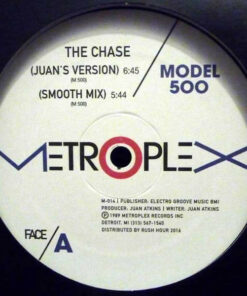 THE CHASE
(JUAN'S VERSION) 6:45
(M 500)
(SMOOTH MIX) 5:44
(M 500)
MODEL
500
METROPLEX
M-014 | PUBLISHER: ELECTRO GROOVE MUSIC BMI
PRODUCER: JUAN ATKINS | WRITER: JUAN ATKINS
℗ 1989 METROPLEX RECORDS INC
DETROIT, MI (313) 567-1540
DISTRIBUTED BY RUSH HOUR 2016
FACE/A